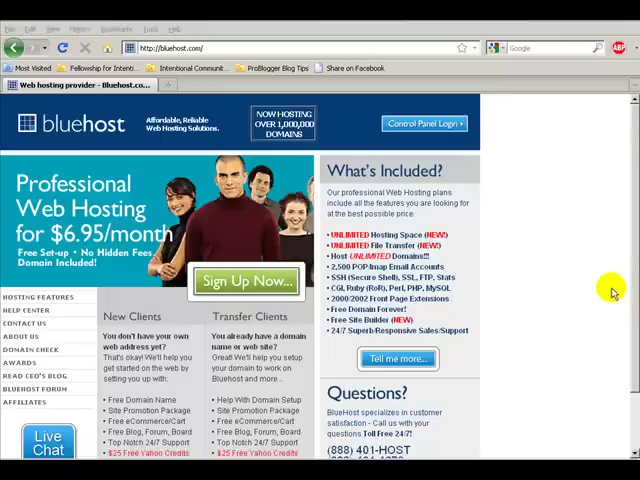 File Edit View History Bookmarks Tools Help
http://bluehost.com/
Google
ABP
Most Visited Fellowship for Intenti... Intentional Communit... ProBlogger Blog Tips Share on Facebook
Web hosting provider - Bluehost.co...
bluehost
Affordable, Reliable
Web Hosting Solutions.
NOW HOSTING
OVER 1,000,000
DOMAINS
Control Panel Login
Professional
Web Hosting
for $6.95/month
Free Set-up • No Hidden Fees
Domain Included!
Sign Up Now...
HOSTING FEATURES
HELP CENTER
CONTACT US
ABOUT US
DOMAIN CHECK
AWARDS
READ CEO'S BLOG
BLUEHOST FORUM
AFFILIATES
Live
Chat
New Clients
You don't have your own
web address yet?
That's okay! We'll help you
get started on the web by
setting you up with:
• Free Domain Name
• Site Promotion Package
• Free eCommerce/Cart
• Free Blog, Forum, Board
• Top Notch 24/7 Support
• $25 Free Yahoo Credits
Transfer Clients
You already have a domain
name or web site?
Great! We'll help you setup
your domain to work on
Bluehost and more...
• Help With Domain Setup
• Site Promotion Package
• Free eCommerce/Cart
• Free Blog, Forum, Board
• Top Notch 24/7 Support
• $25 Free Yahoo Credits
What's Included?
Our professional Web Hosting plans
include all the features you are looking for
at the best possible price.
• UNLIMITED Hosting Space (NEW!)
• UNLIMITED File Transfer (NEW!)
• Host UNLIMITED Domains!!!
• 2,500 POP/Imap Email Accounts
• SSH (Secure Shell), SSL, FTP, Stats
• CGI, Ruby (RoR), Perl, PHP, MySQL
• 2000/2002 Front Page Extensions
• Free Domain Forever!
• Free Site Builder (NEW)
• 24/7 Superb/Responsive Sales/Support
Tell me more...
Questions?
BlueHost specializes in customer
satisfaction - Call us with your
questions Toll Free 24/7!
(888) 401-HOST